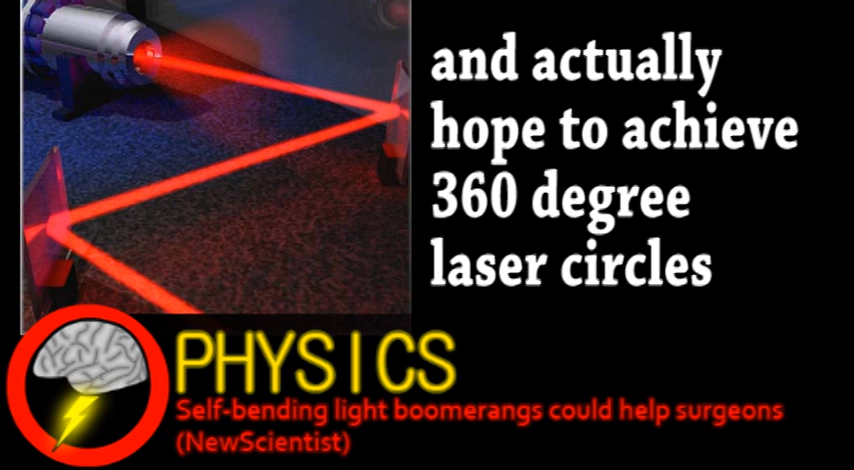 and actually
hope to achieve
360 degree
laser circles
PHYSICS
Self-bending light boomerangs could help surgeons
(NewScientist)